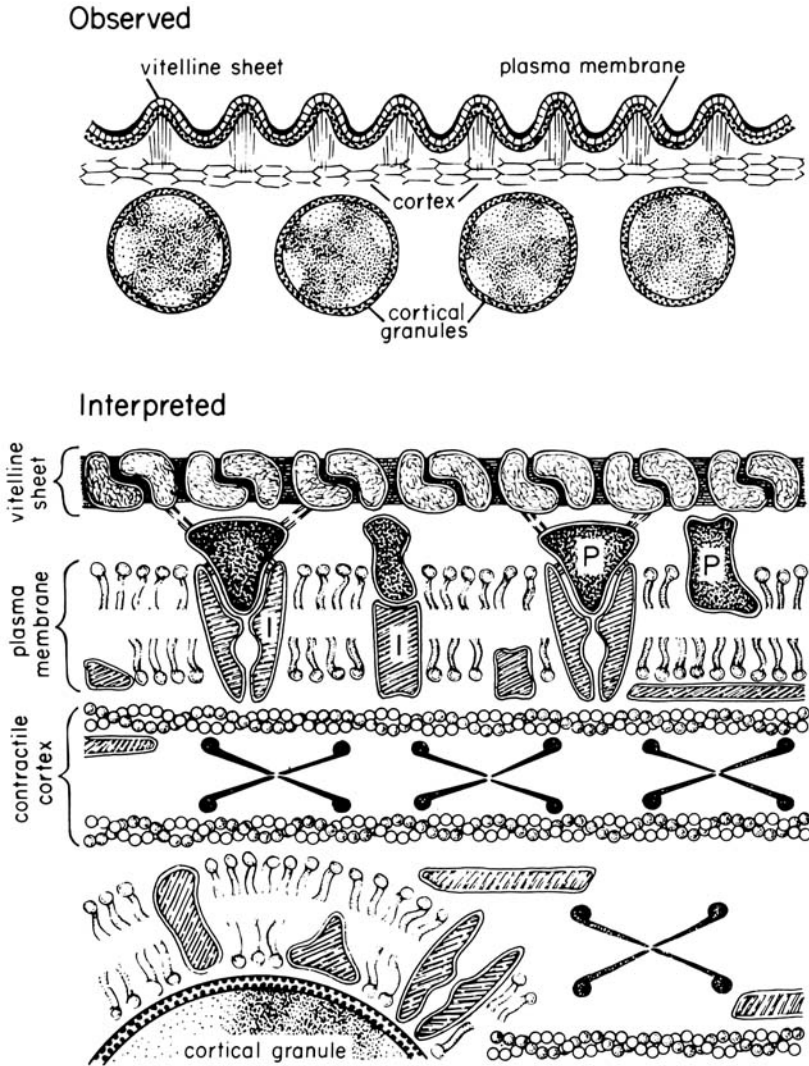 Observed
vitelline sheet
plasma membrane
cortex
cortical
granules
Interpreted
vitelline
sheet
P
P
plasma
membrane
I
I
contractile
cortex
cortical granule